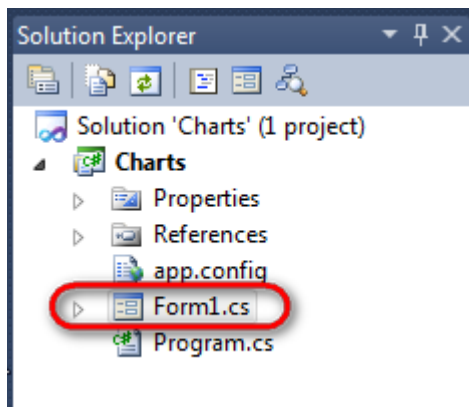 Solution Explorer
Solution 'Charts' (1 project)
Charts
Properties
References
app.config
Form1.cs
Program.cs